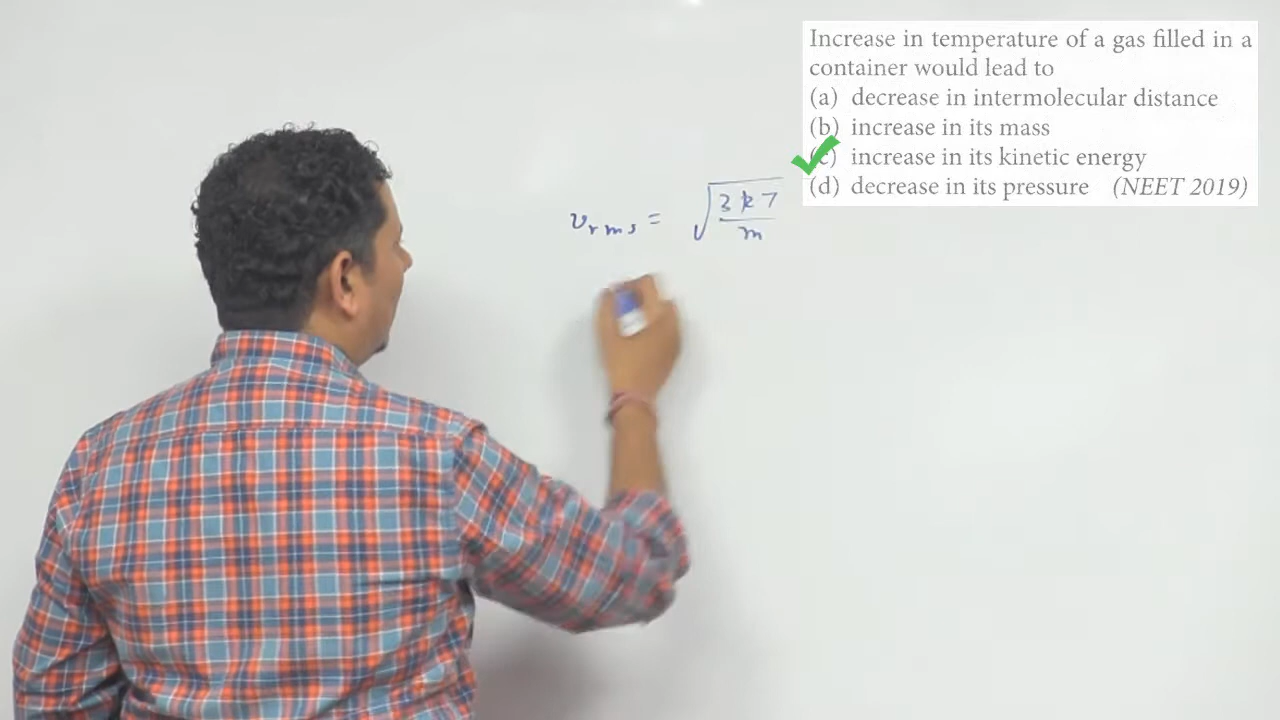 Increase in temperature of a gas filled in a
container would lead to
(a) decrease in intermolecular distance
(b) increase in its mass
(c) increase in its kinetic energy
(d) decrease in its pressure (NEET 2019)
v_rms = √(3kT/m)